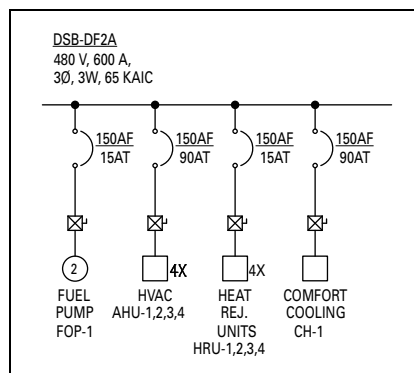 DSB-DF2A
480 V, 600 A,
3Ø, 3W, 65 KAIC
150AF 150AF 150AF 150AF
15AT 90AT 15AT 90AT
2 4X 4X
FUEL HVAC HEAT COMFORT
PUMP AHU-1,2,3,4 REJ. COOLING
FOP-1 UNITS CH-1
HRU-1,2,3,4